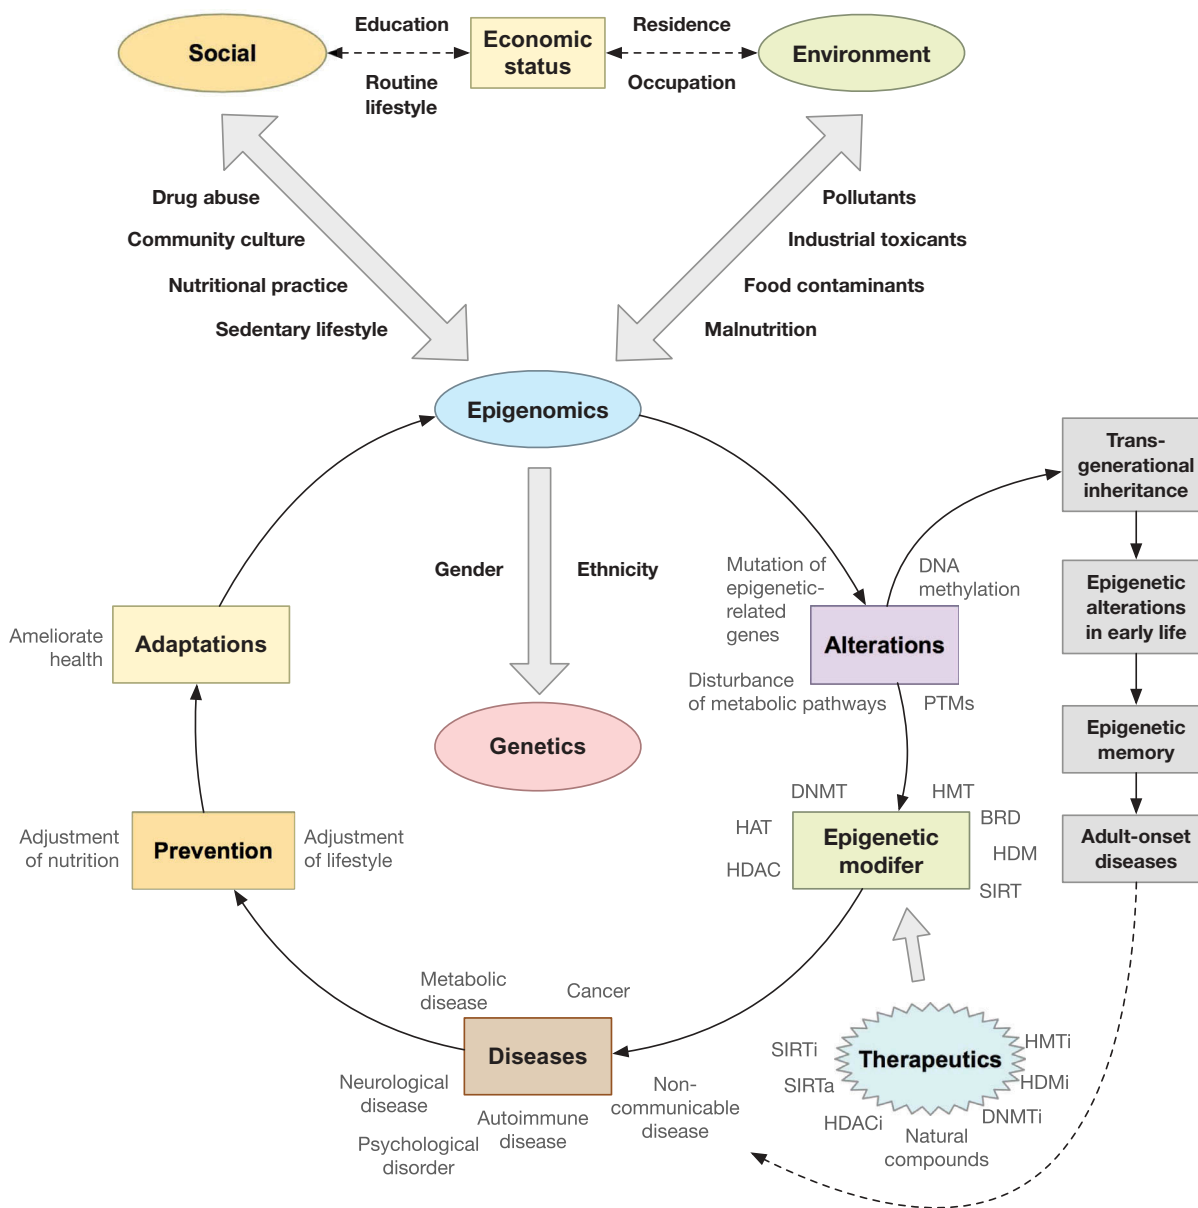 Social
Education
Routine
lifestyle
Economic
status
Residence
Occupation
Environment
Drug abuse
Community culture
Nutritional practice
Sedentary lifestyle
Pollutants
Industrial toxicants
Food contaminants
Malnutrition
Epigenomics
Gender
Ethnicity
Genetics
Mutation of
epigenetic-
related
genes
DNA
methylation
Alterations
Disturbance
of metabolic pathways
PTMs
Trans-
generational
inheritance
Epigenetic
alterations
in early life
Epigenetic
memory
Adult-onset
diseases
Ameliorate
health
Adaptations
Adjustment
of nutrition
Prevention
Adjustment
of lifestyle
DNMT
HMT
HAT
BRD
HDAC
HDM
SIRT
Epigenetic
modifer
Metabolic
disease
Cancer
Diseases
Neurological
disease
Psychological
disorder
Autoimmune
disease
Non-
communicable
disease
Therapeutics
SIRTi
SIRTa
HDACi
Natural
compounds
DNMTi
HDMi
HMTi